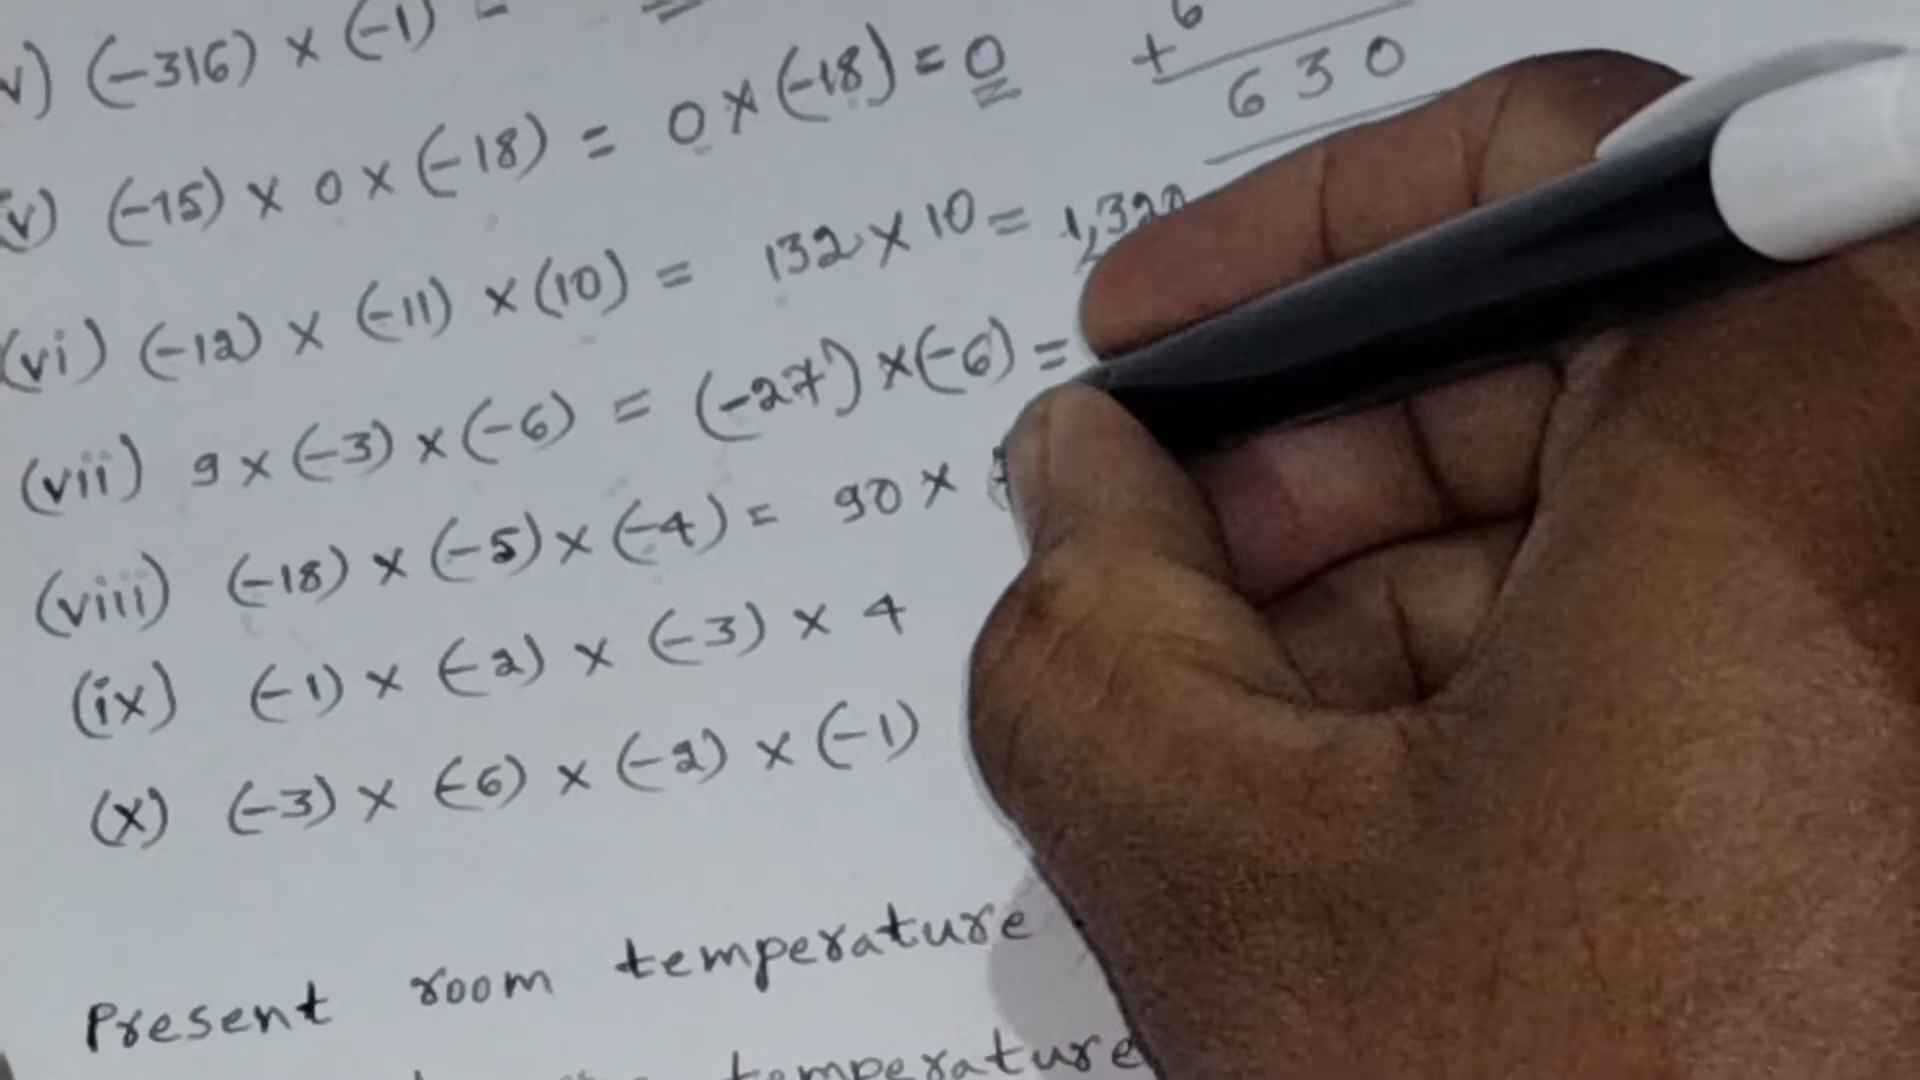 v) (-316) × (-1) =
+6
630
v) (-15) × 0 × (-18) = 0 × (-18) = 0
(vi) (-12) × (-11) × (10) = 132 × 10 = 1,320
(vii) 9 × (-3) × (-6) = (-27) × (-6) =
(viii) (-18) × (-5) × (-4) = 90 ×
(ix) (-1) × (-2) × (-3) × 4
(x) (-3) × (-6) × (-2) × (-1)
Present room temperature
temperature